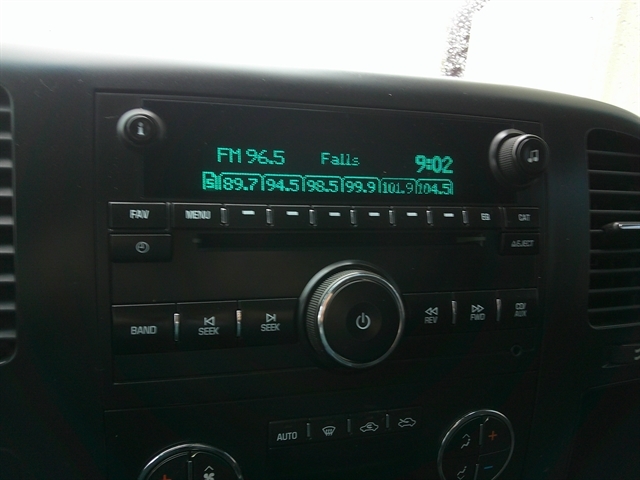 FM 96.5 Falls 9:02
89.7 94.5 98.5 99.9 101.9 104.5
FAV MENU EQ CAT
EJECT
BAND SEEK SEEK REV FWD CD/AUX
AUTO